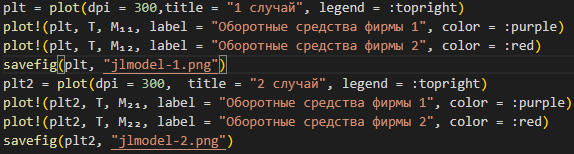 plt = plot(dpi = 300,title = "1 случай", legend = :topright)
plot!(plt, T, M₁₁, label = "Оборотные средства фирмы 1", color = :purple)
plot!(plt, T, M₁₂, label = "Оборотные средства фирмы 2", color = :red)
savefig(plt, "jlmodel-1.png")
plt2 = plot(dpi = 300,  title = "2 случай", legend = :topright)
plot!(plt2, T, M₂₁, label = "Оборотные средства фирмы 1", color = :purple)
plot!(plt2, T, M₂₂, label = "Оборотные средства фирмы 2", color = :red)
savefig(plt2, "jlmodel-2.png")